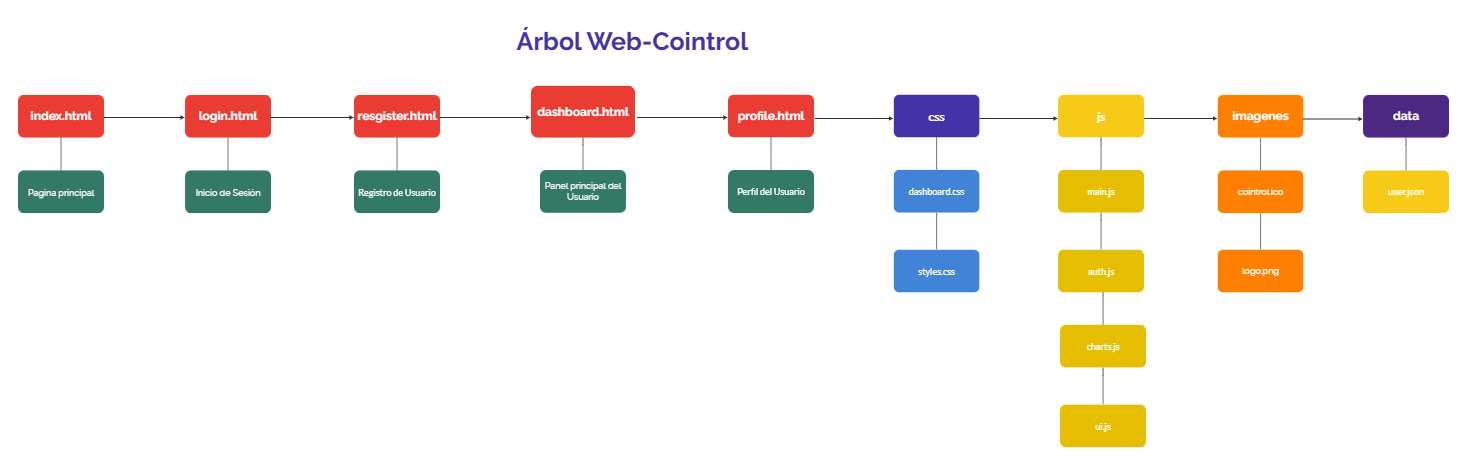 Árbol Web-Cointrol
index.html
login.html
resgister.html
dashboard.html
profile.html
css
js
imagenes
data
Pagina principal
Inicio de Sesión
Registro de Usuario
Panel principal del
Usuario
Perfil del Usuario
dashboard.css
main.js
cointrol.ico
user.json
styles.css
auth.js
logo.png
charts.js
ui.js